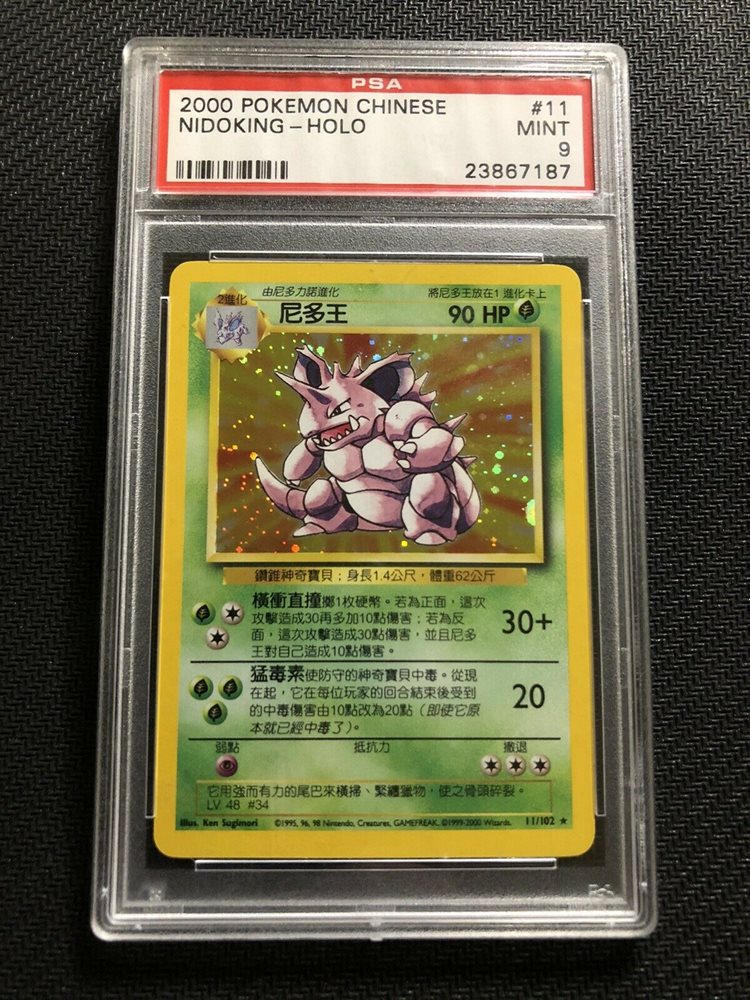 PSA
2000 POKEMON CHINESE #11
NIDOKING-HOLO MINT
9
23867187
由尼多力諾進化 將尼多王放在1 進化卡上
2進化
尼多王 90 HP
鑽錐神奇寶貝：身長1.4公尺，體重62公斤
橫衝直撞擲1枚硬幣。若為正面，這次
攻擊造成30再多加10點傷害；若為反
面，這次攻擊造成30點傷害，並且尼多
王對自己造成10點傷害。
30+
猛毒素使防守的神奇寶貝中毒。從現
在起，它在每位玩家的回合結束後受到
的中毒傷害由10點改為20點（即使它原
本就已經中毒了）。
20
弱點 抵抗力 撤退
它用強而有力的尾巴來橫掃、緊纏獵物，使之骨頭碎裂。
LV. 48 #34
Illus. Ken Sugimori ©1995, 96, 98 Nintendo, Creatures, GAMEFREAK. ©1999-2000 Wizards. 11/102 ★